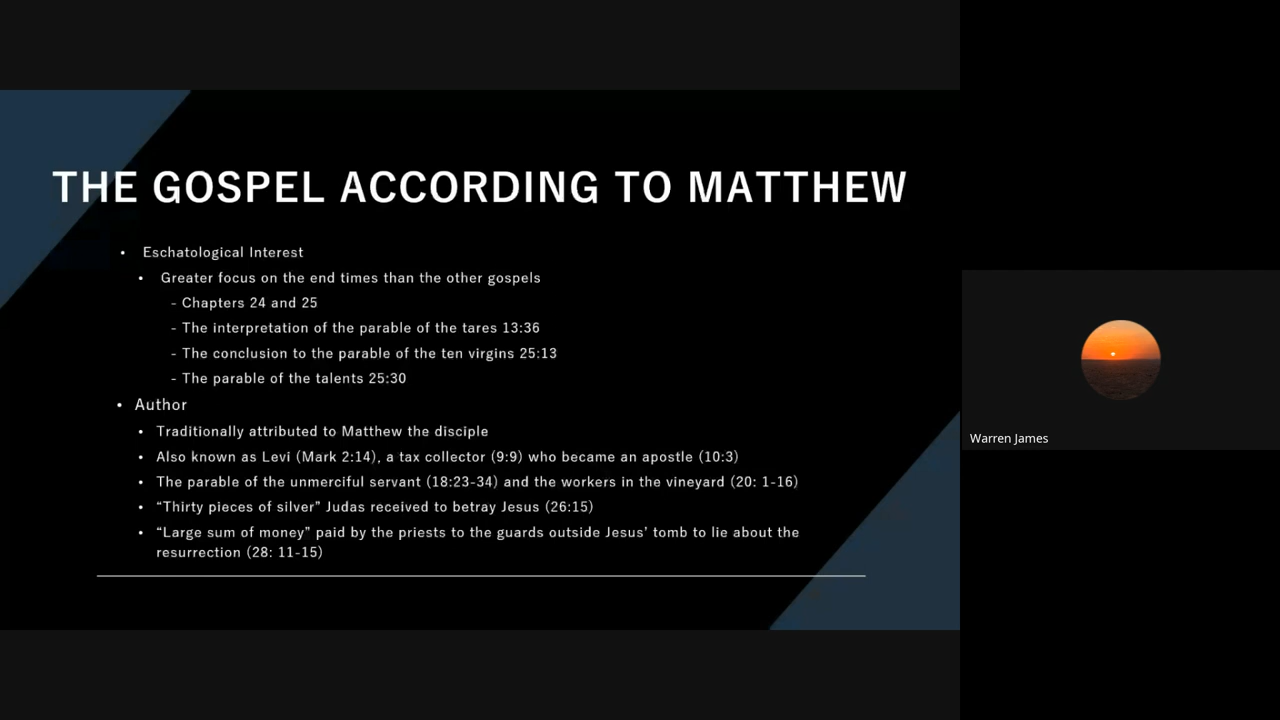 THE GOSPEL ACCORDING TO MATTHEW
• Eschatological Interest
• Greater focus on the end times than the other gospels
- Chapters 24 and 25
- The interpretation of the parable of the tares 13:36
- The conclusion to the parable of the ten virgins 25:13
- The parable of the talents 25:30
• Author
• Traditionally attributed to Matthew the disciple
• Also known as Levi (Mark 2:14), a tax collector (9:9) who became an apostle (10:3)
• The parable of the unmerciful servant (18:23-34) and the workers in the vineyard (20: 1-16)
• “Thirty pieces of silver” Judas received to betray Jesus (26:15)
• “Large sum of money” paid by the priests to the guards outside Jesus’ tomb to lie about the
resurrection (28: 11-15)
Warren James